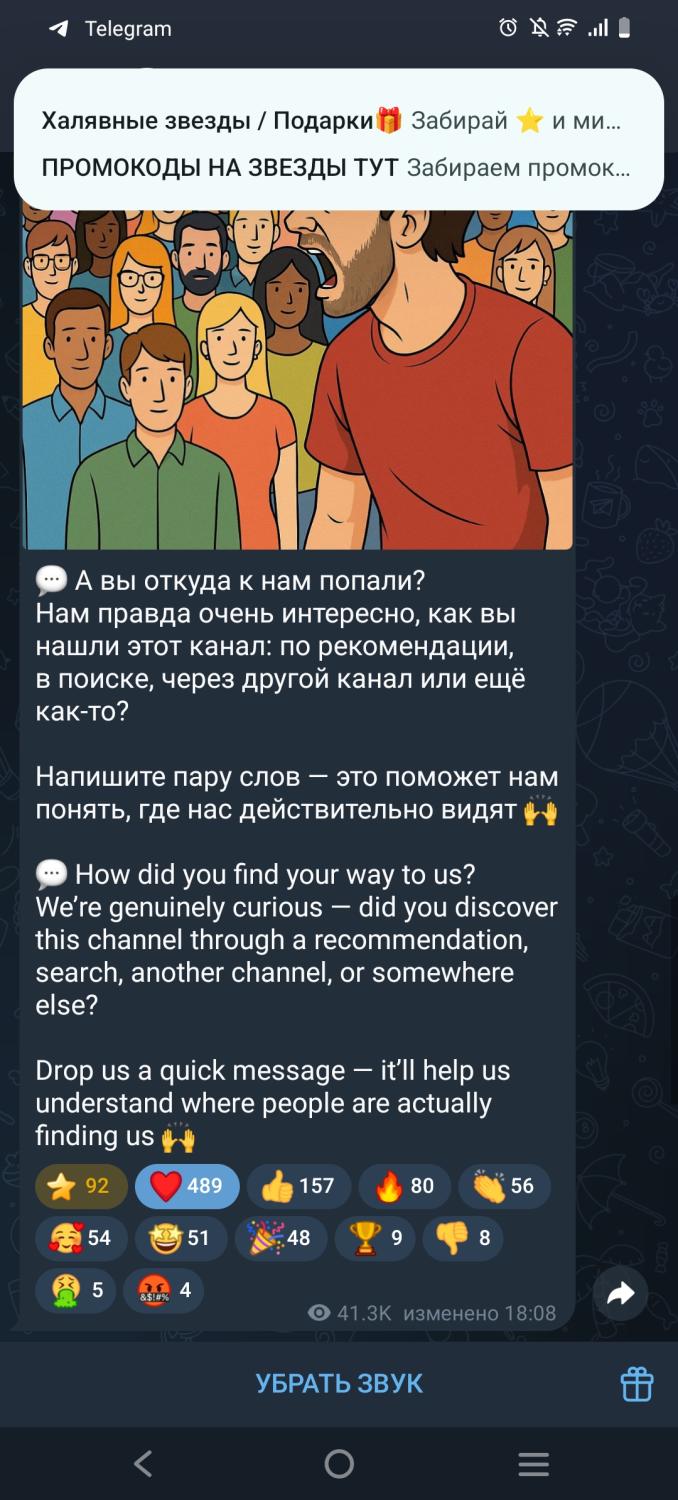 Telegram
Халявные звезды / Подарки🎁 Забирай ⭐ и ми...
ПРОМОКОДЫ НА ЗВЕЗДЫ ТУТ Забираем промок...
💬 А вы откуда к нам попали?
Нам правда очень интересно, как вы
нашли этот канал: по рекомендации,
в поиске, через другой канал или ещё
как-то?
Напишите пару слов — это поможет нам
понять, где нас действительно видят 🙌
💬 How did you find your way to us?
We’re genuinely curious — did you discover
this channel through a recommendation,
search, another channel, or somewhere
else?
Drop us a quick message — it’ll help us
understand where people are actually
finding us 🙌
⭐ 92 ❤️ 489 👍 157 🔥 80 👏 56
🥰 54 🤩 51 🎉 48 🏆 9 👎 8
🤮 5 🤬 4
41.3K изменено 18:08
УБРАТЬ ЗВУК